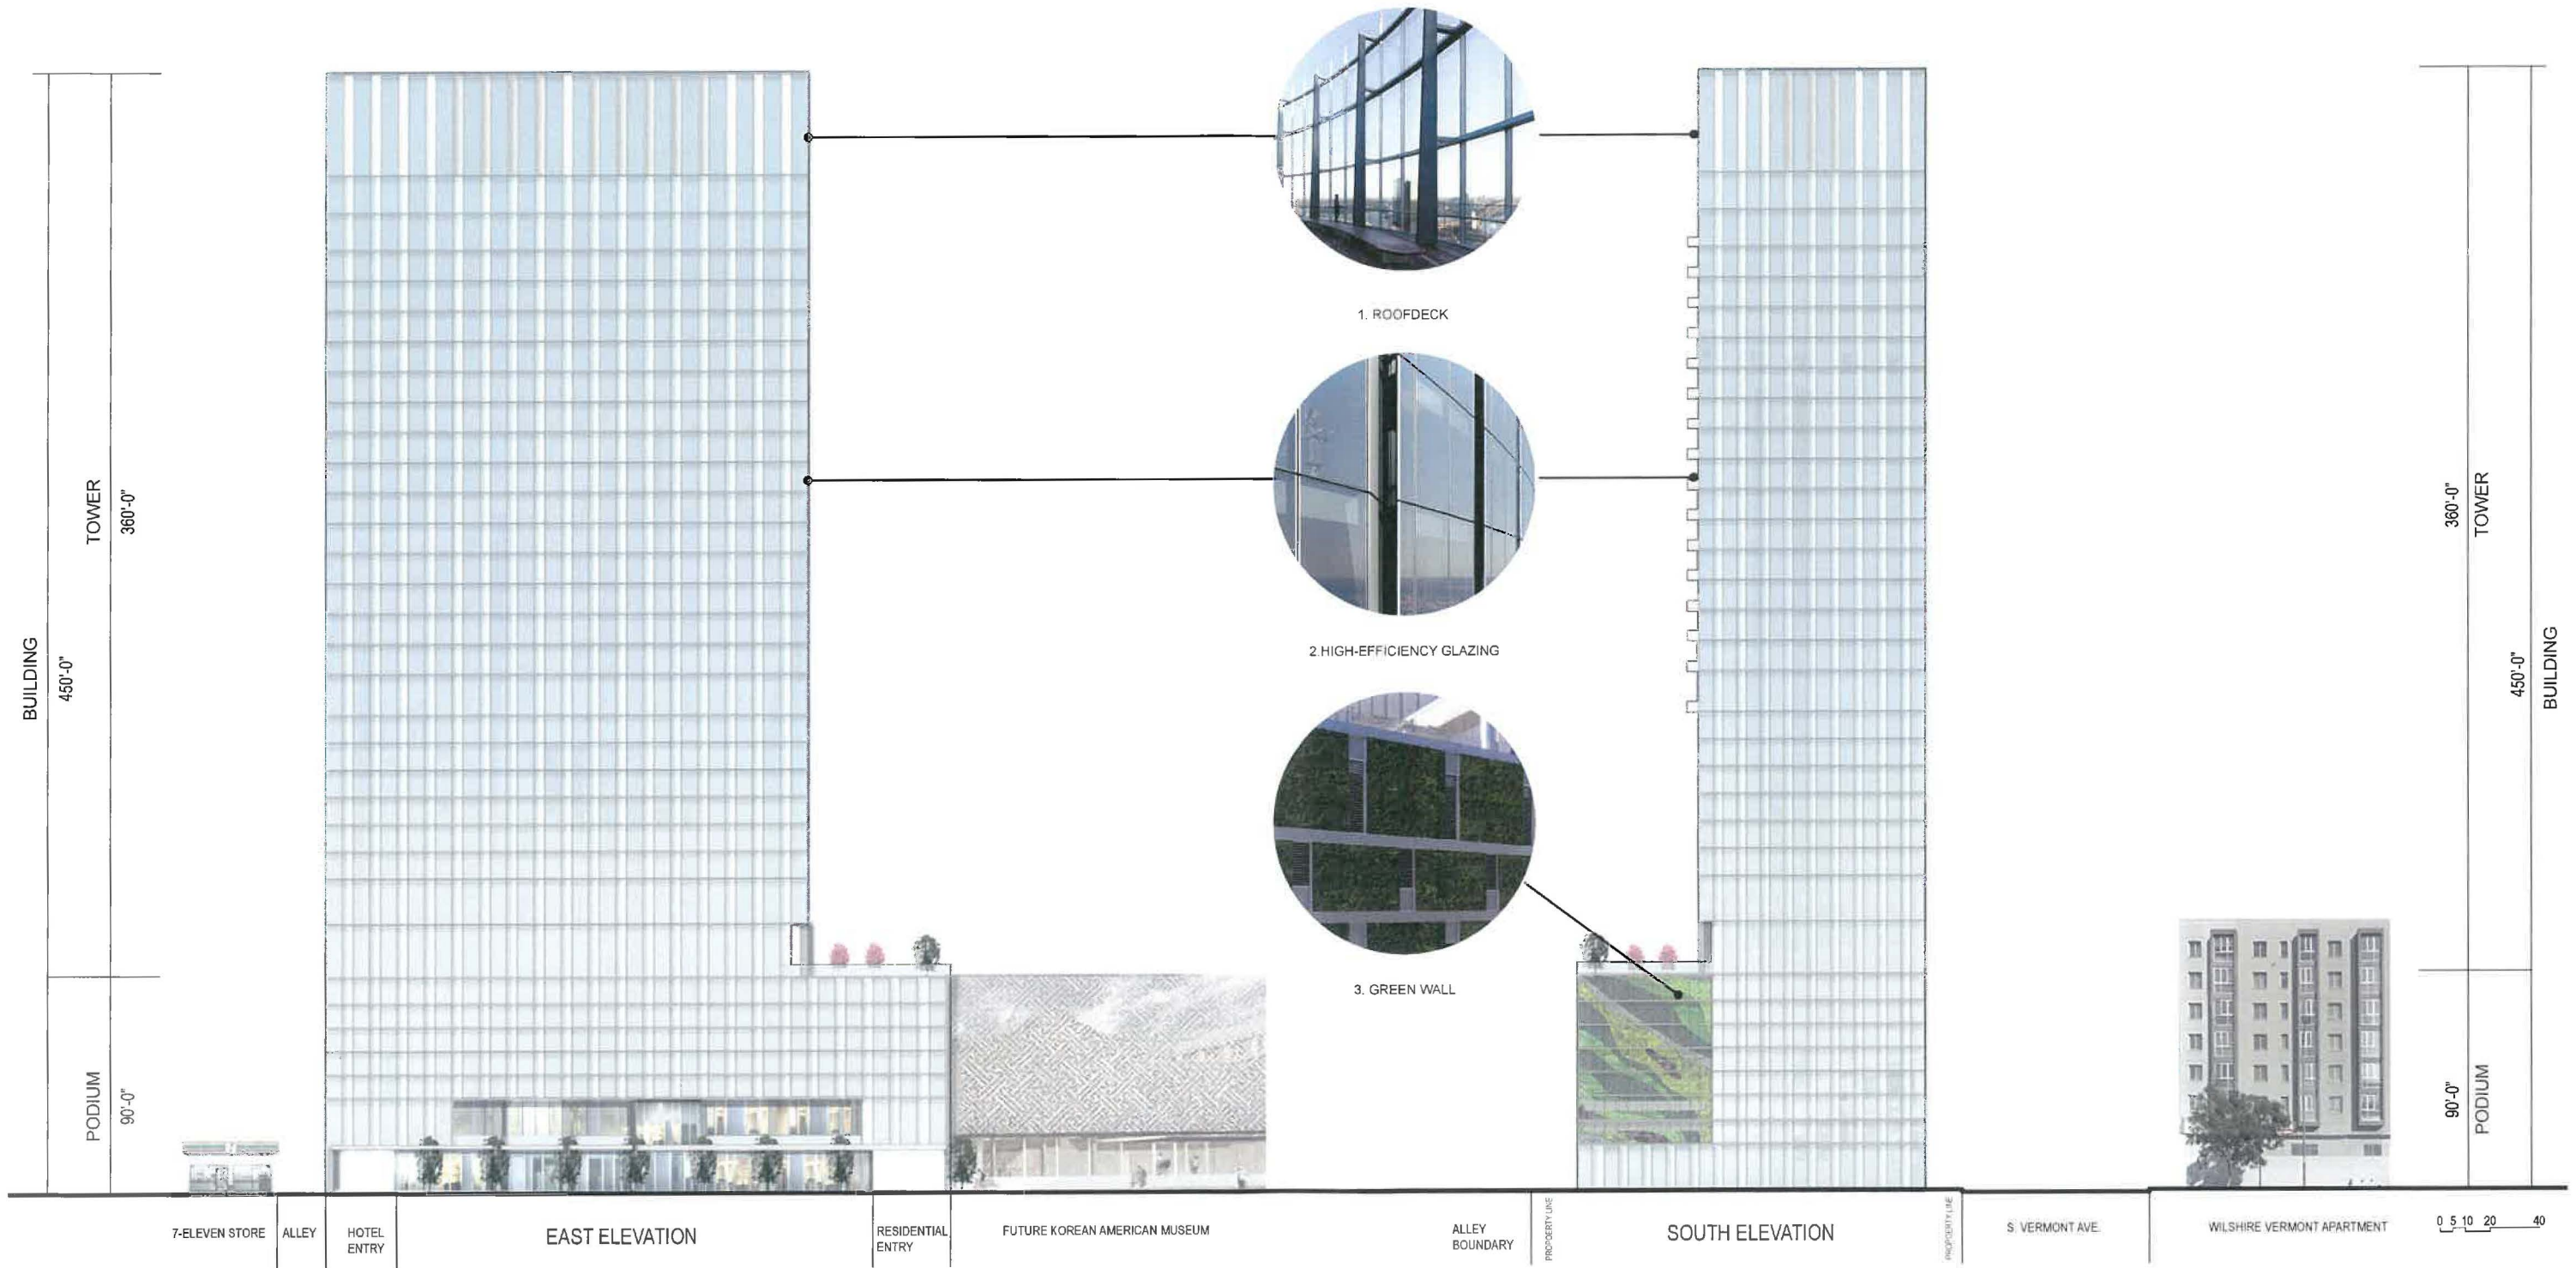 1. ROOFDECK
2.HIGH-EFFICIENCY GLAZING
3. GREEN WALL
BUILDING
450'-0"
TOWER
360'-0"
PODIUM
90'-0"
360'-0"
TOWER
450'-0"
BUILDING
90'-0"
PODIUM
7-ELEVEN STORE
ALLEY
HOTEL
ENTRY
EAST ELEVATION
RESIDENTIAL
ENTRY
FUTURE KOREAN AMERICAN MUSEUM
ALLEY
BOUNDARY
PROPERTY LINE
SOUTH ELEVATION
PROPERTY LINE
S. VERMONT AVE.
WILSHIRE VERMONT APARTMENT
0 5 10 20 40